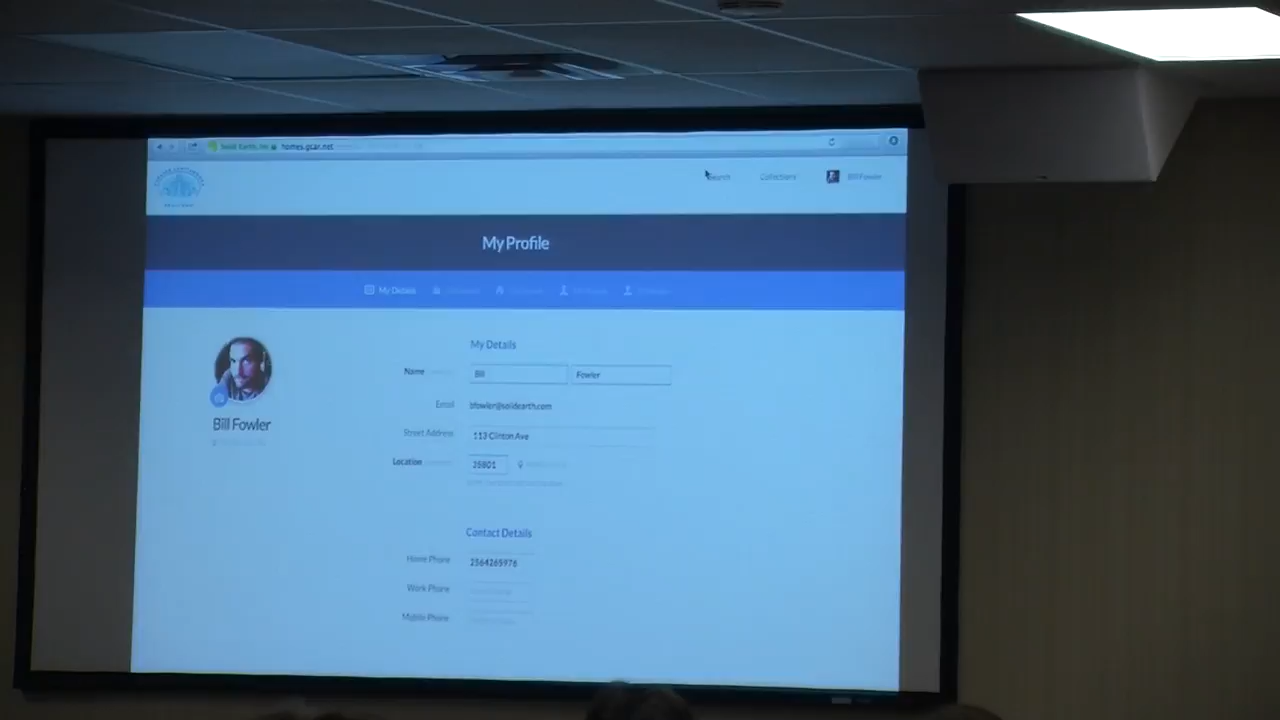 Solid Earth, Inc homes.gsar.net
Search Collections Bill Fowler
My Profile
My Details
Bill Fowler
My Details
Name Bill Fowler
Email bfowler@solidearth.com
Street Address 113 Clinton Ave
Location 35801
Contact Details
Home Phone 2564265976
Work Phone
Mobile Phone